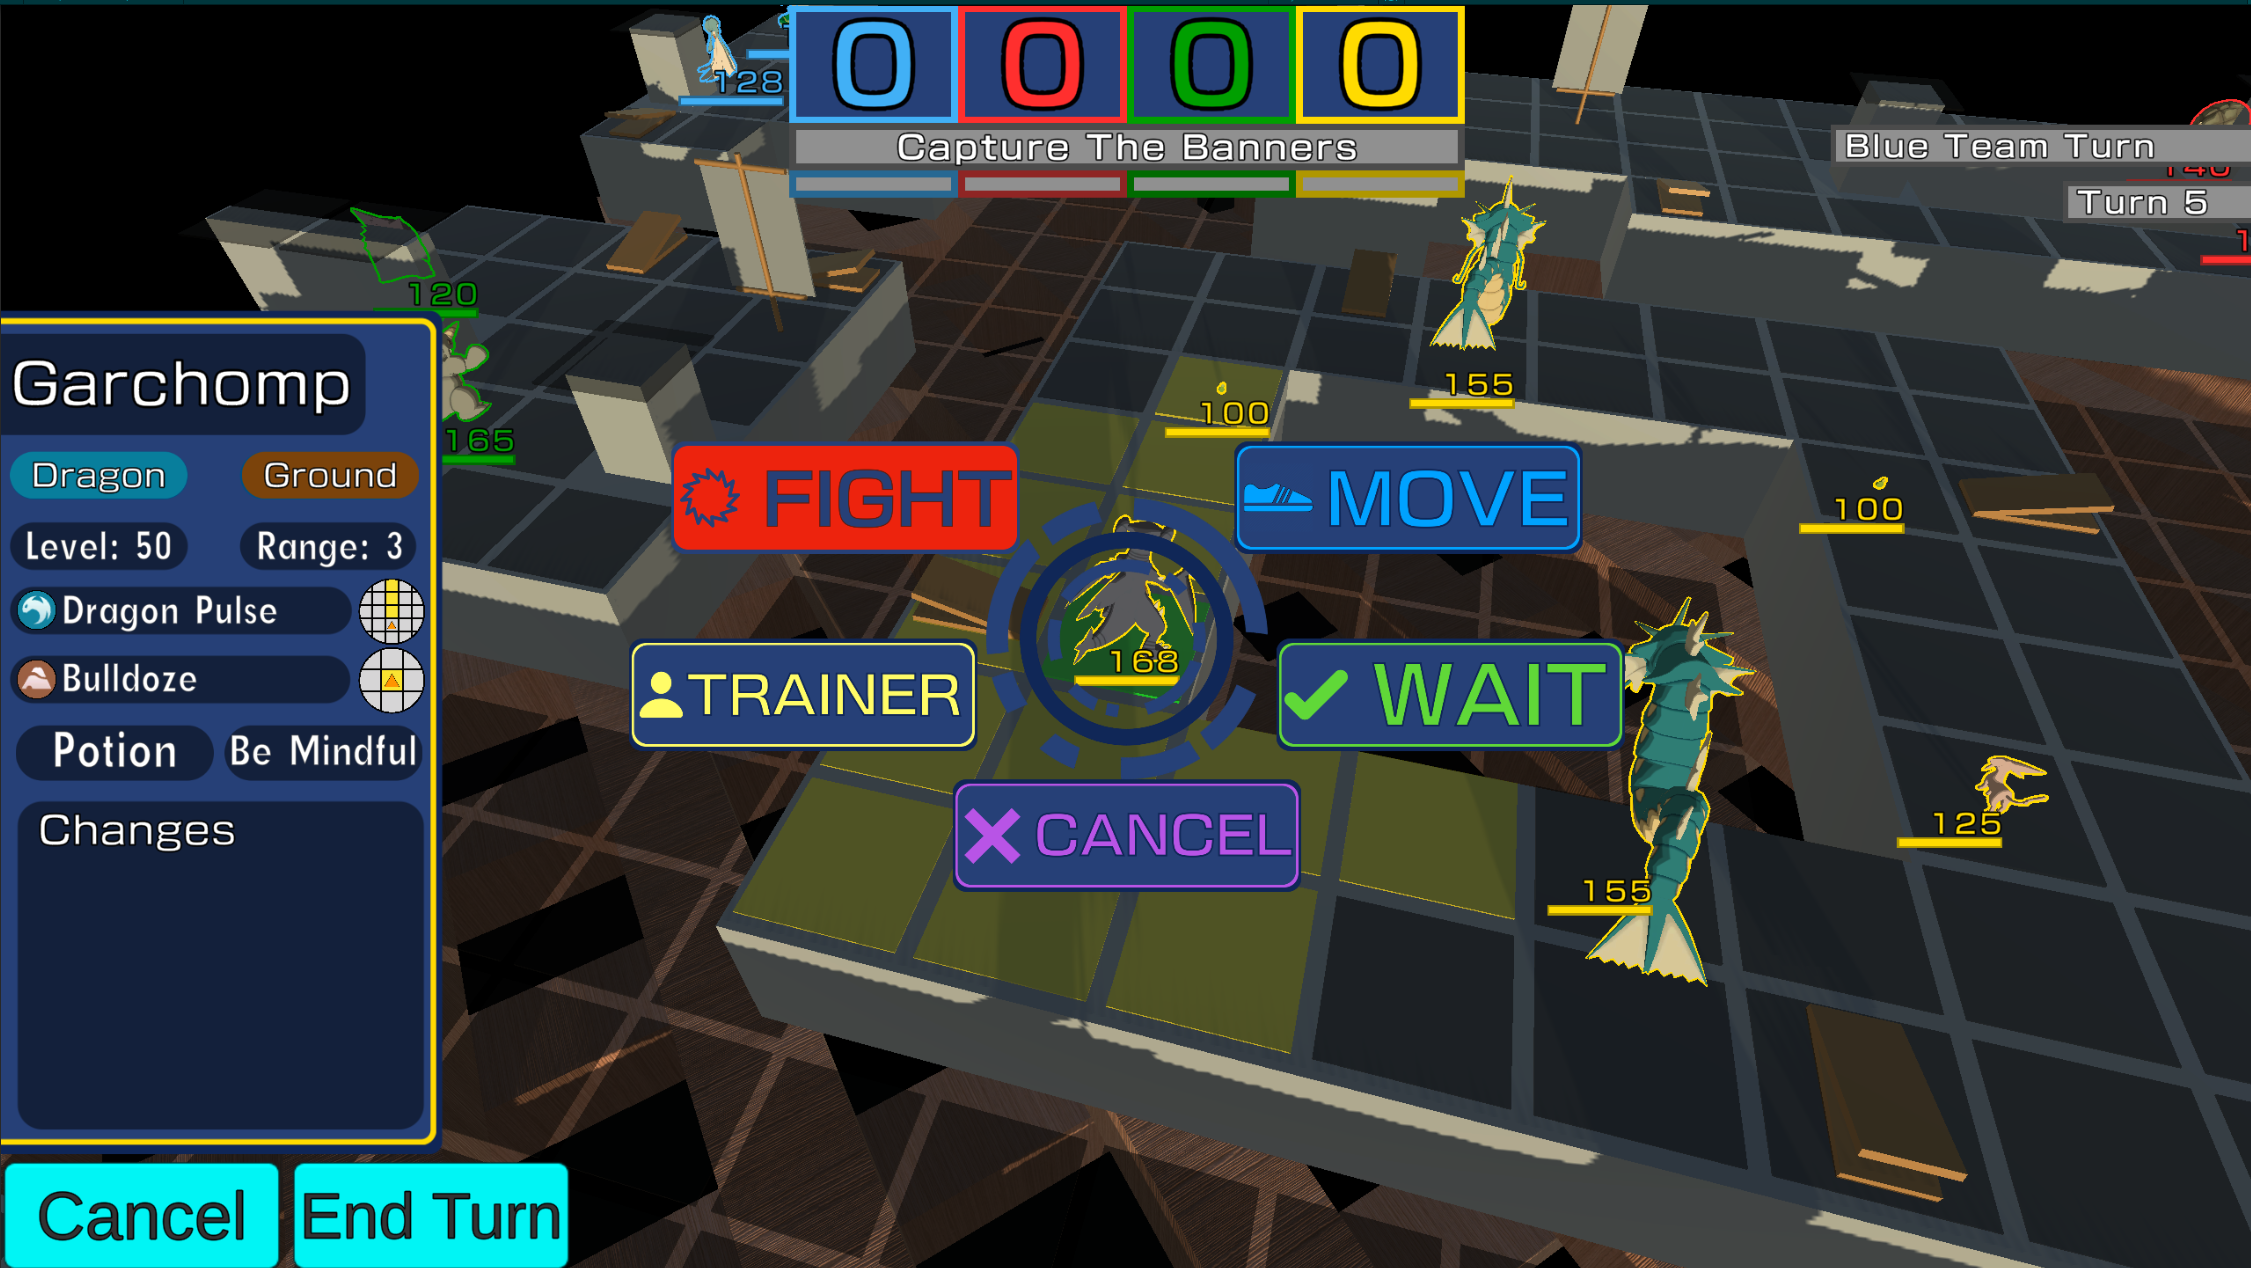 0 0 0 0
Capture The Banners
Blue Team Turn
Turn 5
128
140
120
165
155
100
100
168
125
155
Garchomp
Dragon Ground
Level: 50 Range: 3
Dragon Pulse
Bulldoze
Potion Be Mindful
Changes
FIGHT
MOVE
TRAINER
WAIT
CANCEL
Cancel End Turn